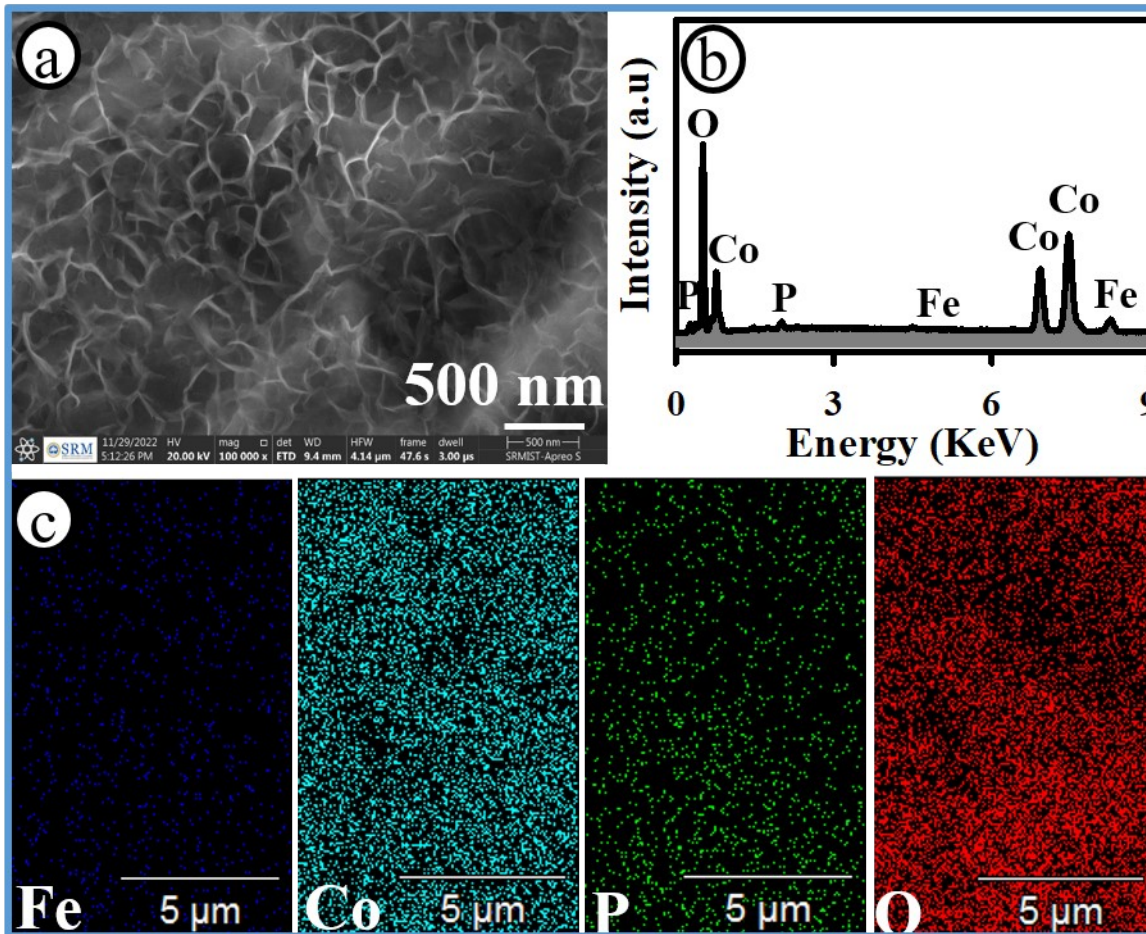 a
500 nm
SRM
11/29/2022 HV mag □ det WD HFW frame dwell
5:12:26 PM 20.00 kV 100 000 x ETD 9.4 mm 4.14 µm 47.6 s 3.00 µs
500 nm
SRMIST-Apreo S
b
Intensity (a.u)
O
Co
Co
Co
P
P
Fe
Fe
0 3 6 9
Energy (KeV)
c
5 µm
Fe
5 µm
Co
5 µm
P
5 µm
O